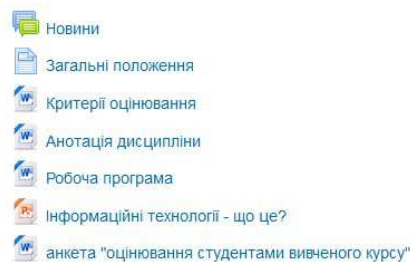 Новини
Загальні положення
Критерії оцінювання
Анотація дисципліни
Робоча програма
Інформаційні технології - що це?
анкета "оцінювання студентами вивченого курсу"